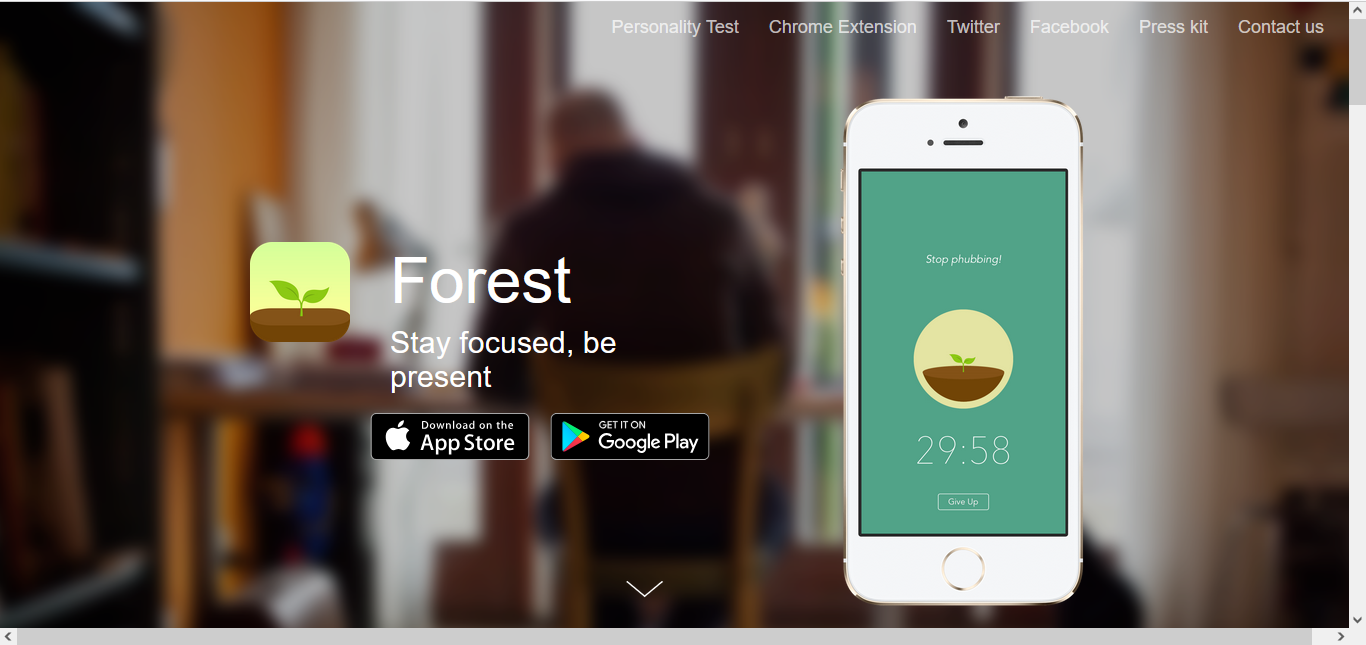 Personality Test Chrome Extension Twitter Facebook Press kit Contact us
Forest
Stay focused, be
present
Download on the
App Store
GET IT ON
Google Play
Stop phubbing!
29:58
Give Up